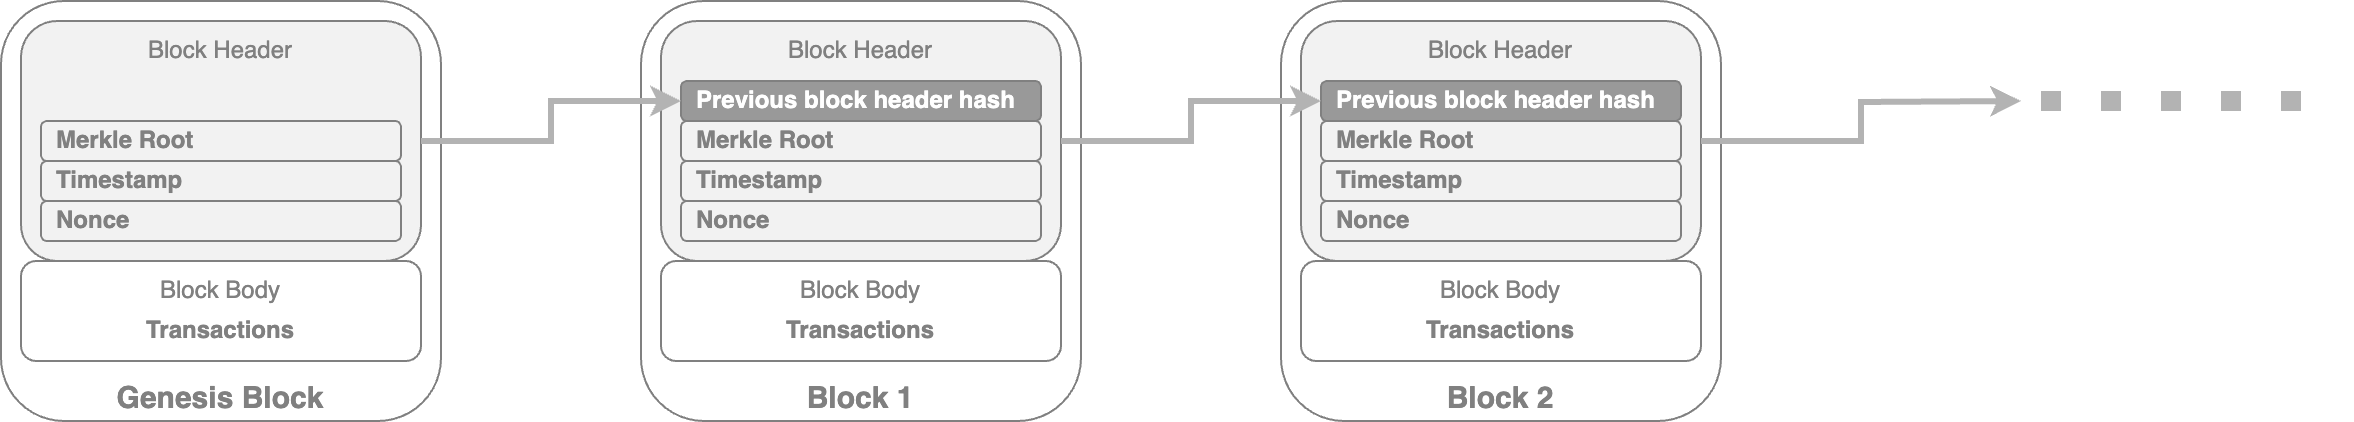 Block Header
Merkle Root
Timestamp
Nonce
Block Body
Transactions
Genesis Block
Block Header
Previous block header hash
Merkle Root
Timestamp
Nonce
Block Body
Transactions
Block 1
Block Header
Previous block header hash
Merkle Root
Timestamp
Nonce
Block Body
Transactions
Block 2